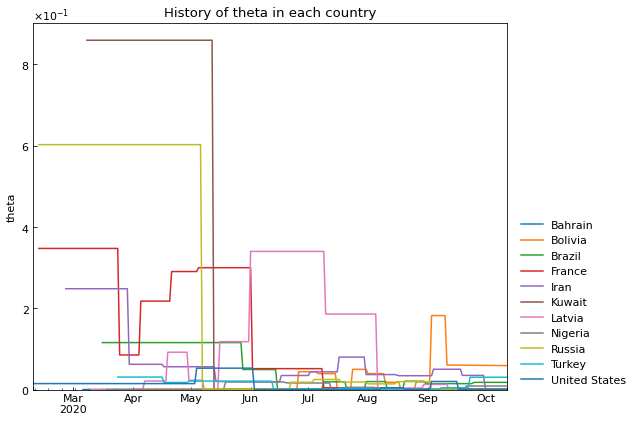 History of theta in each country
×10⁻¹
8
6
4
2
0
theta
Mar
2020
Apr
May
Jun
Jul
Aug
Sep
Oct
Bahrain
Bolivia
Brazil
France
Iran
Kuwait
Latvia
Nigeria
Russia
Turkey
United States